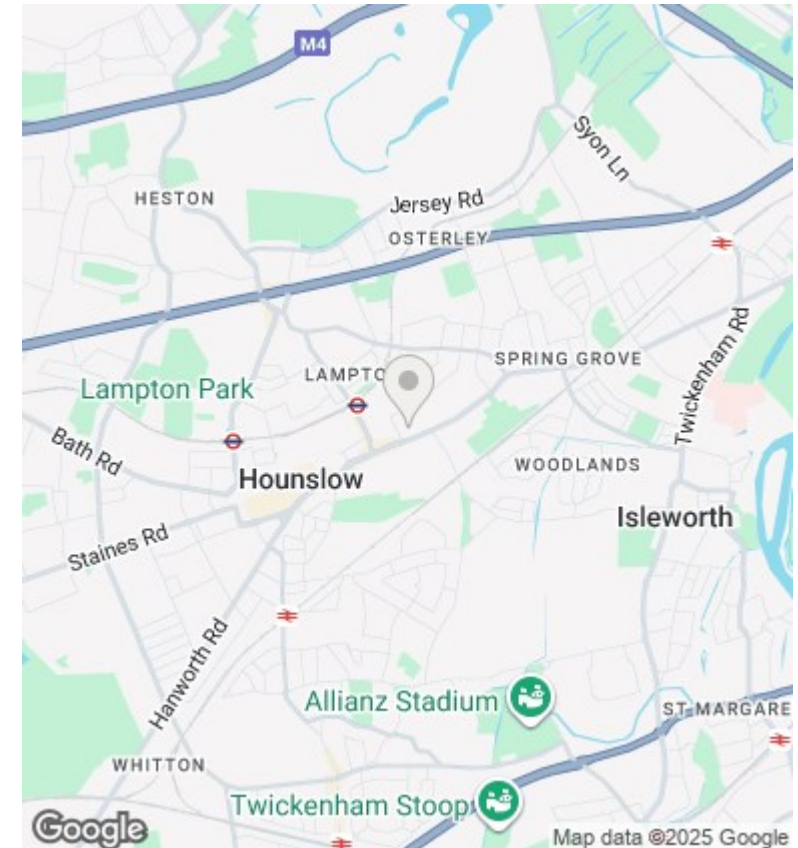 M4
Syon Ln
HESTON
Jersey Rd
OSTERLEY
Twickenham Rd
SPRING GROVE
LAMPTO
Lampton Park
Bath Rd
WOODLANDS
Hounslow
Isleworth
Staines Rd
Hanworth Rd
Allianz Stadium
ST MARGARE
WHITTON
Twickenham Stoop
Google
Map data ©2025 Google